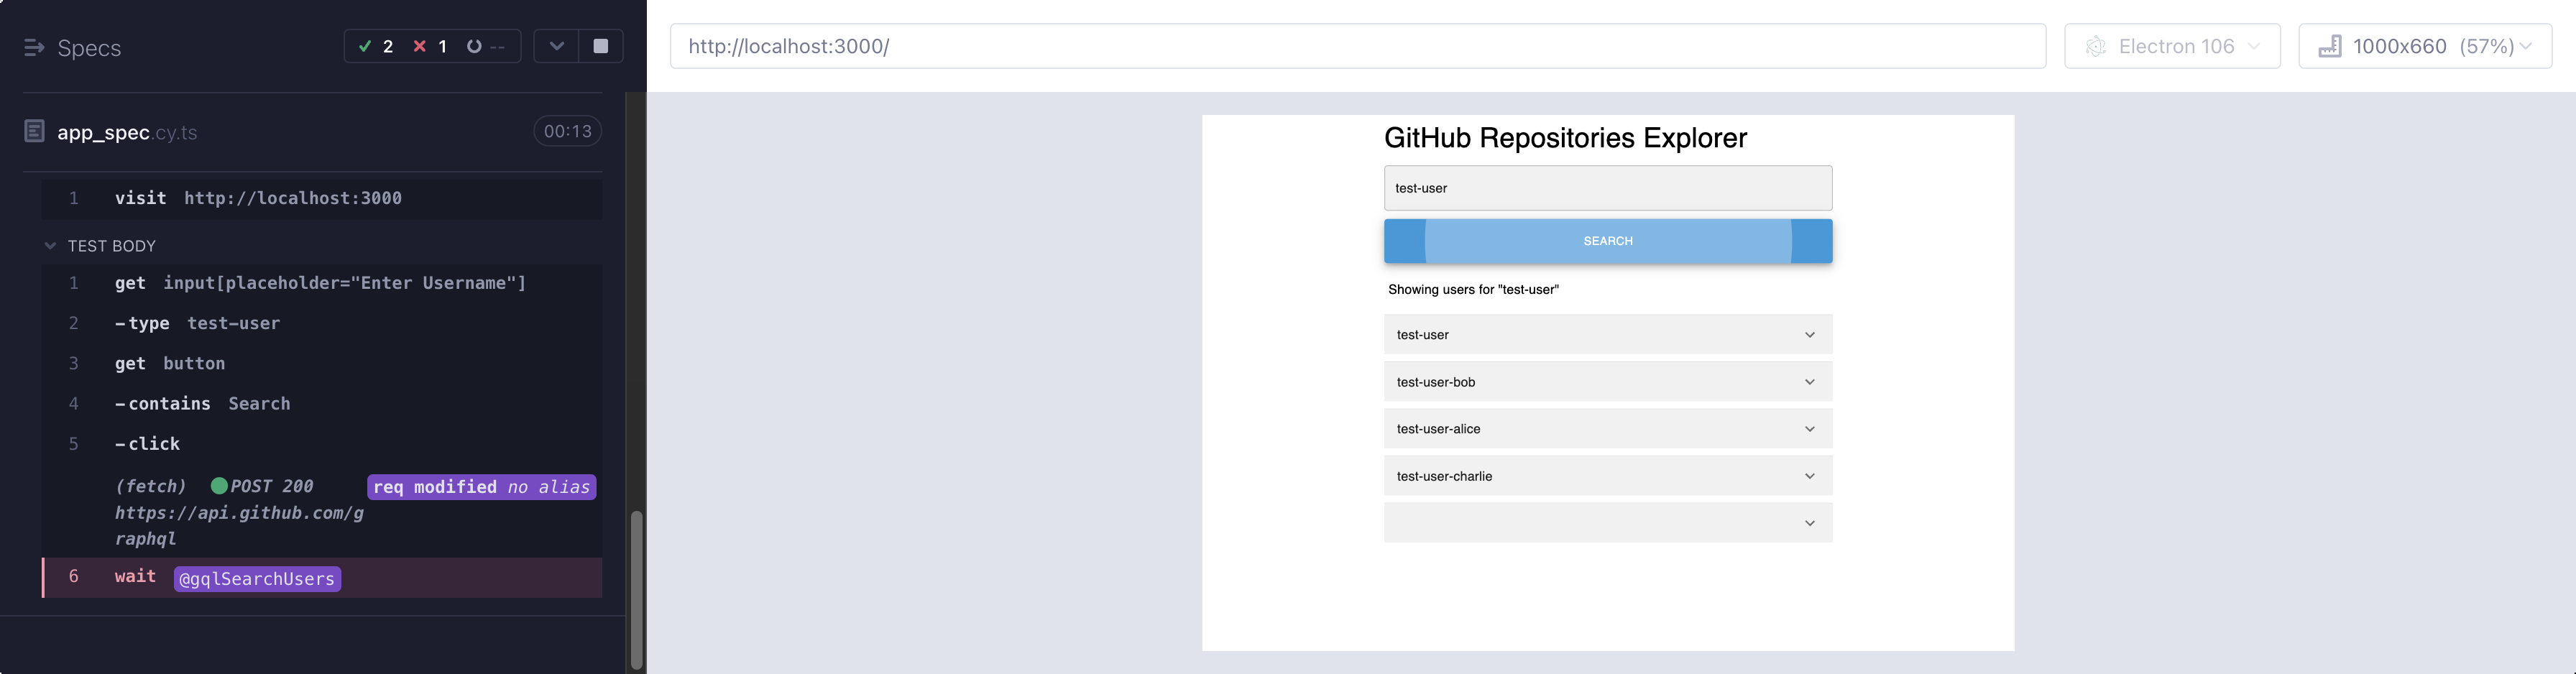 Specs
2 1 --
app_spec.cy.ts 00:13
1 visit http://localhost:3000
TEST BODY
1 get input[placeholder="Enter Username"]
2 -type test-user
3 get button
4 -contains Search
5 -click
(fetch) POST 200 req modified no alias
https://api.github.com/g
raphql
6 wait @gqlSearchUsers
http://localhost:3000/
Electron 106
1000x660 (57%)
GitHub Repositories Explorer
test-user
SEARCH
Showing users for "test-user"
test-user
test-user-bob
test-user-alice
test-user-charlie